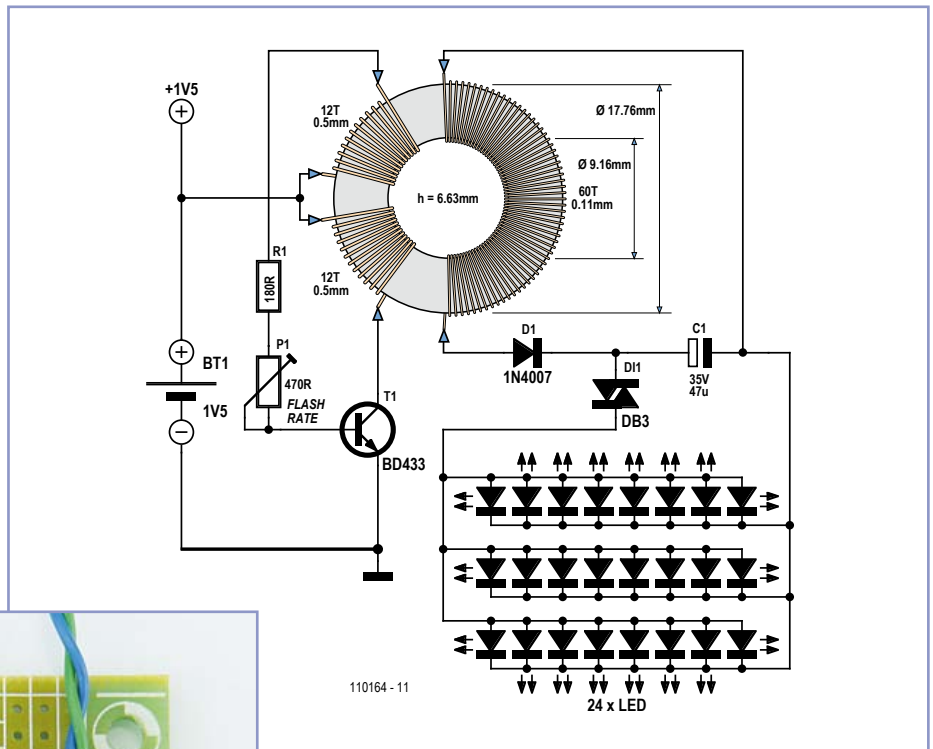 +1V5
12T
0.5mm
Ø 17.76mm
Ø 9.16mm
60T
0.11mm
h = 6.63mm
R1
180R
12T
0.5mm
P1
470R
FLASH
RATE
BT1
1V5
T1
BD433
D1
1N4007
C1
35V
47u
DI1
DB3
110164 - 11
24 x LED